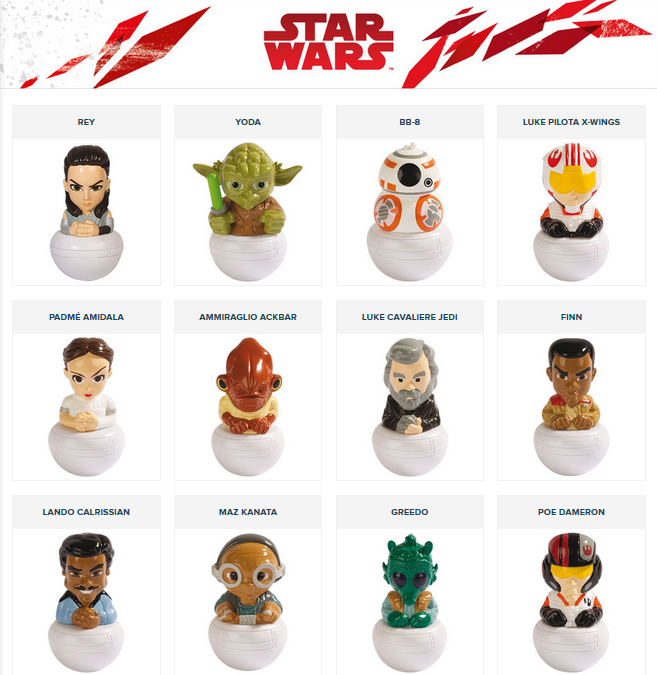 STAR
WARS
REY
YODA
BB-8
LUKE PILOTA X-WINGS
PADMÉ AMIDALA
AMMIRAGLIO ACKBAR
LUKE CAVALIERE JEDI
FINN
LANDO CALRISSIAN
MAZ KANATA
GREEDO
POE DAMERON